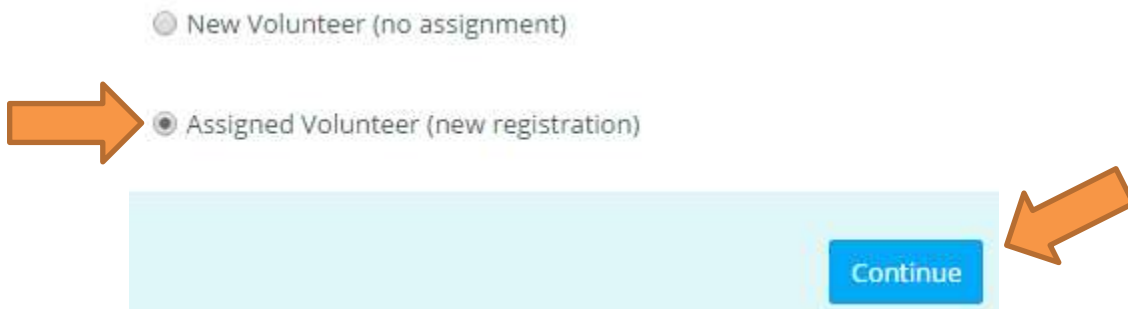 New Volunteer (no assignment)
Assigned Volunteer (new registration)
Continue